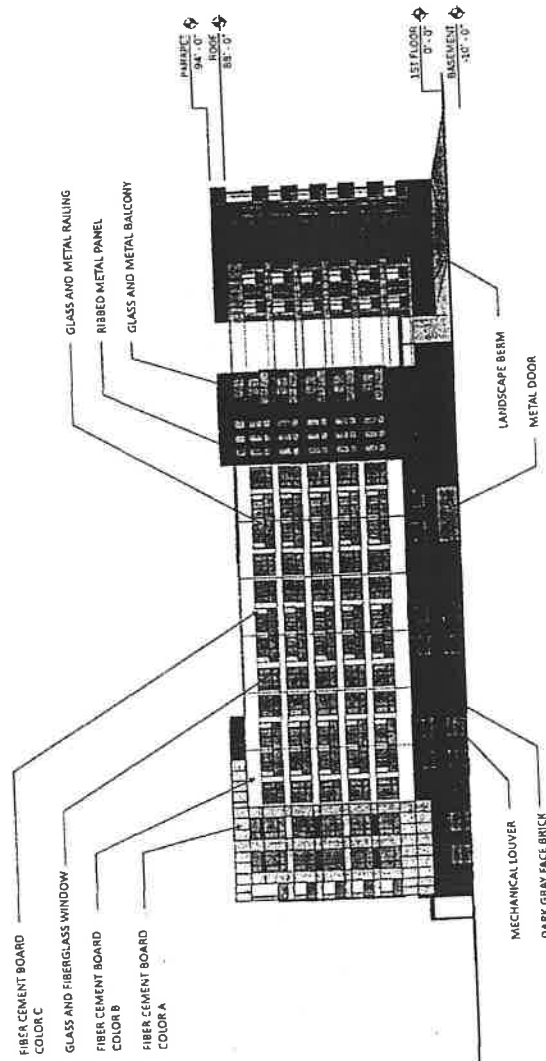 FIBER CEMENT BOARD
COLOR C
GLASS AND FIBERGLASS WINDOW
FIBER CEMENT BOARD
COLOR B
FIBER CEMENT BOARD
COLOR A
GLASS AND METAL RAILING
RIBBED METAL PANEL
GLASS AND METAL BALCONY
PARAPET
94' - 0"
ROOF
88' - 0"
1ST FLOOR
0' - 0"
BASEMENT
-10' - 0"
MECHANICAL LOUVER
DARK GRAY FACE BRICK
LANDSCAPE BERM
METAL DOOR